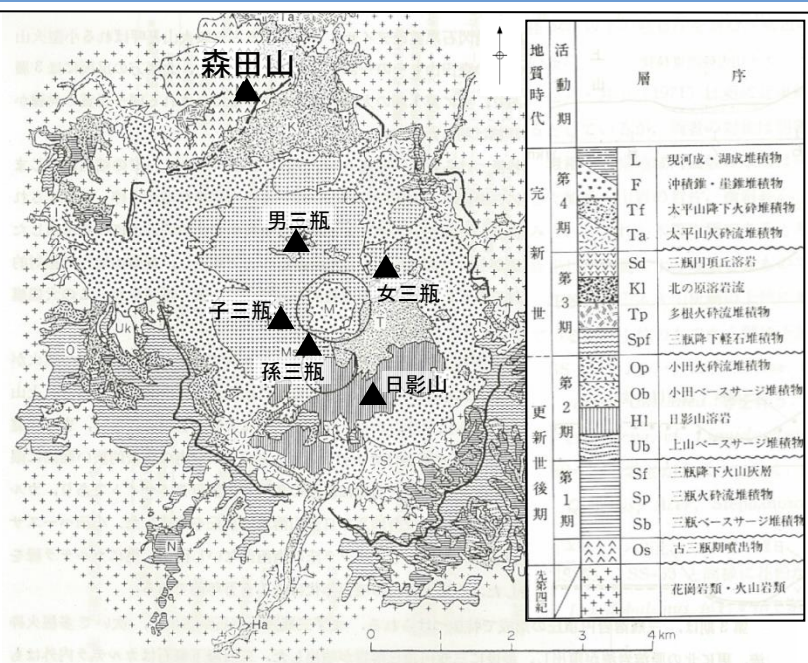 森田山
男三瓶
女三瓶
子三瓶
孫三瓶
日影山
Ta
K
M
T
Ms
O
Uk
Ku
S
N
U
Ha
0 1 2 3 4 km
地質時代 活動期 層 序
完新世
第4期
L 現河成・湖成堆積物
F 沖積錐・崖錐堆積物
Tf 太平山降下火砕堆積物
Ta 太平山火砕流堆積物
第3期
Sd 三瓶円頂丘溶岩
Kl 北の原溶岩流
Tp 多根火砕流堆積物
Spf 三瓶降下軽石堆積物
更新世後期
第2期
Op 小田火砕流堆積物
Ob 小田ベースサージ堆積物
Hl 日影山溶岩
Ub 上山ベースサージ堆積物
第1期
Sf 三瓶降下火山灰層
Sp 三瓶火砕流堆積物
Sb 三瓶ベースサージ堆積物
Os 古三瓶期噴出物
先第四紀
花崗岩類・火山岩類